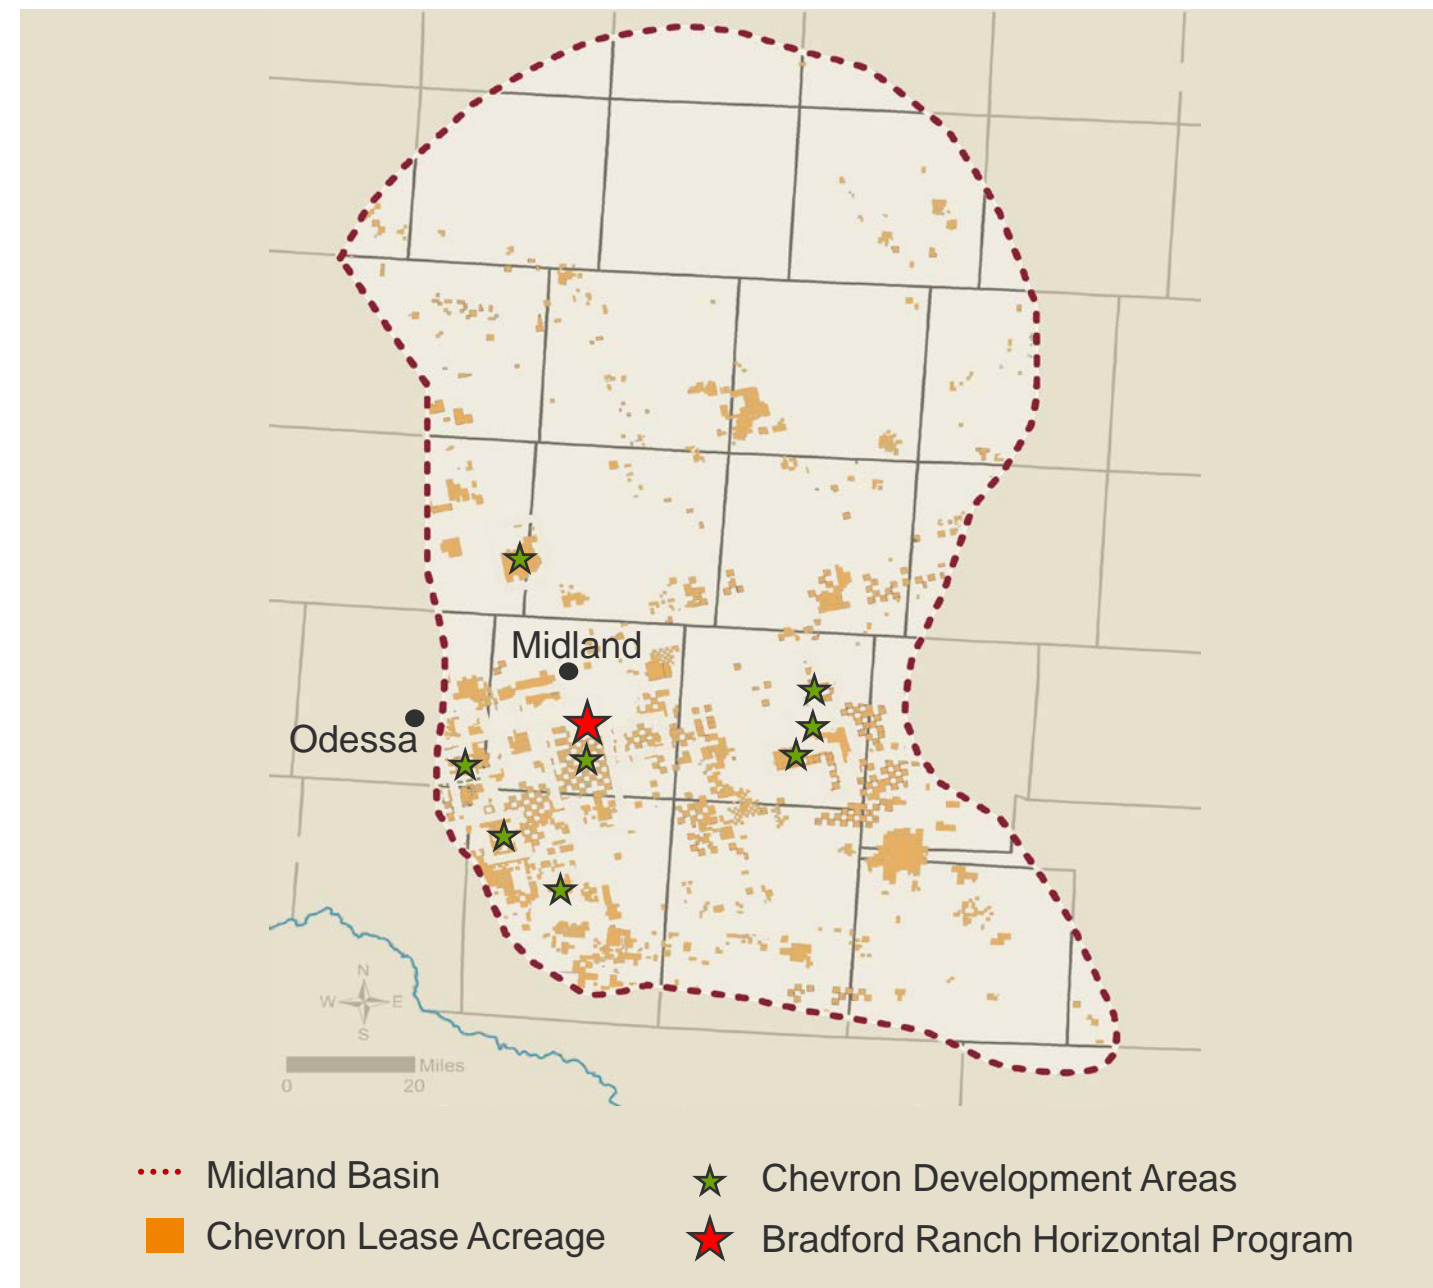 Midland
Odessa
N
W E
S
Miles
0 20
Midland Basin
Chevron Development Areas
Chevron Lease Acreage
Bradford Ranch Horizontal Program